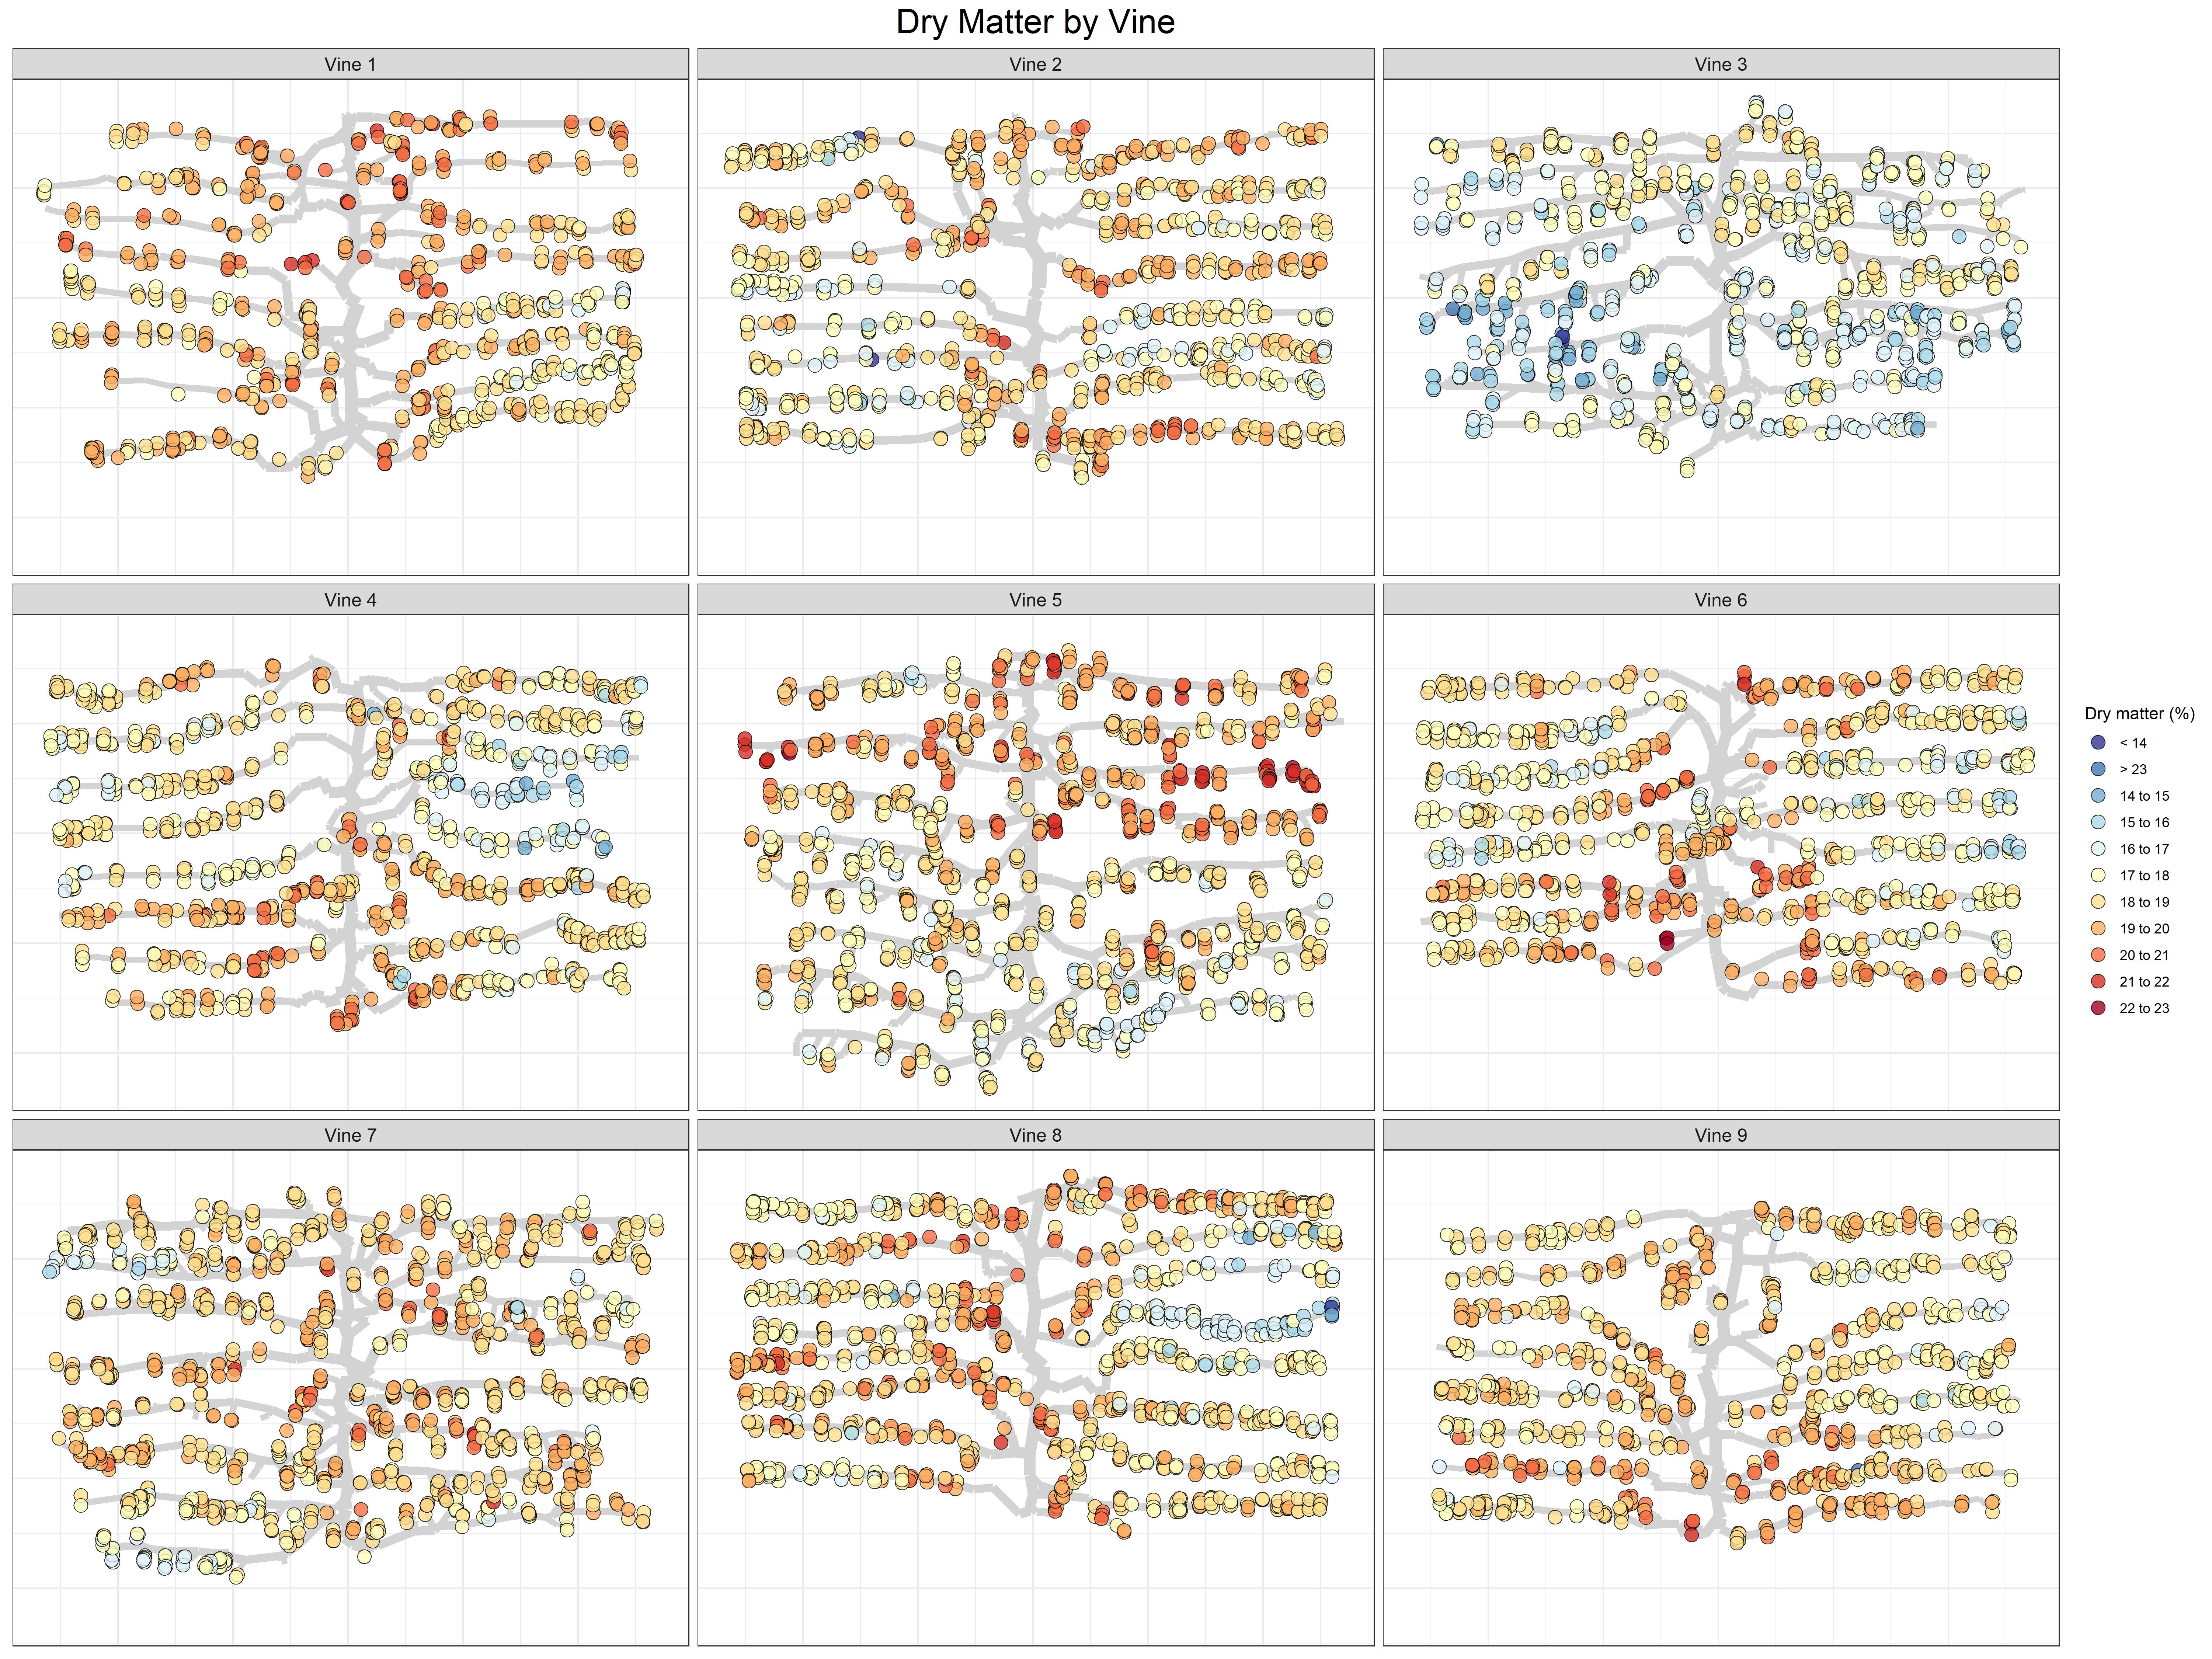 Dry Matter by Vine
Vine 1
Vine 2
Vine 3
Vine 4
Vine 5
Vine 6
Vine 7
Vine 8
Vine 9
Dry matter (%)
< 14
> 23
14 to 15
15 to 16
16 to 17
17 to 18
18 to 19
19 to 20
20 to 21
21 to 22
22 to 23